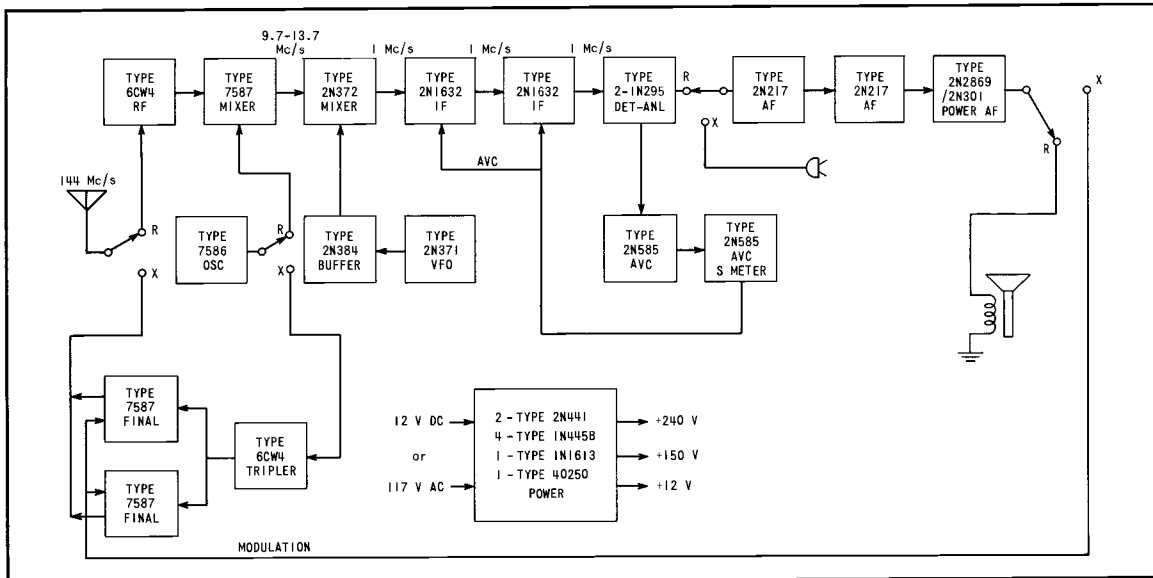 9.7-13.7
Mc/s
1 Mc/s
1 Mc/s
1 Mc/s
TYPE
6CW4
RF
TYPE
7587
MIXER
TYPE
2N372
MIXER
TYPE
2N1632
IF
TYPE
2N1632
IF
TYPE
2-1N295
DET-ANL
R
X
TYPE
2N217
AF
TYPE
2N217
AF
TYPE
2N2869
/2N301
POWER AF
R
X
AVC
144 Mc/s
R
X
TYPE
7586
OSC
R
X
TYPE
2N384
BUFFER
TYPE
2N371
VFO
TYPE
2N585
AVC
TYPE
2N585
AVC
S METER
TYPE
7587
FINAL
TYPE
7587
FINAL
TYPE
6CW4
TRIPLER
12 V DC
or
117 V AC
2 - TYPE 2N441
4 - TYPE 1N445B
1 - TYPE 1N1613
1 - TYPE 40250
POWER
+240 V
+150 V
+12 V
MODULATION